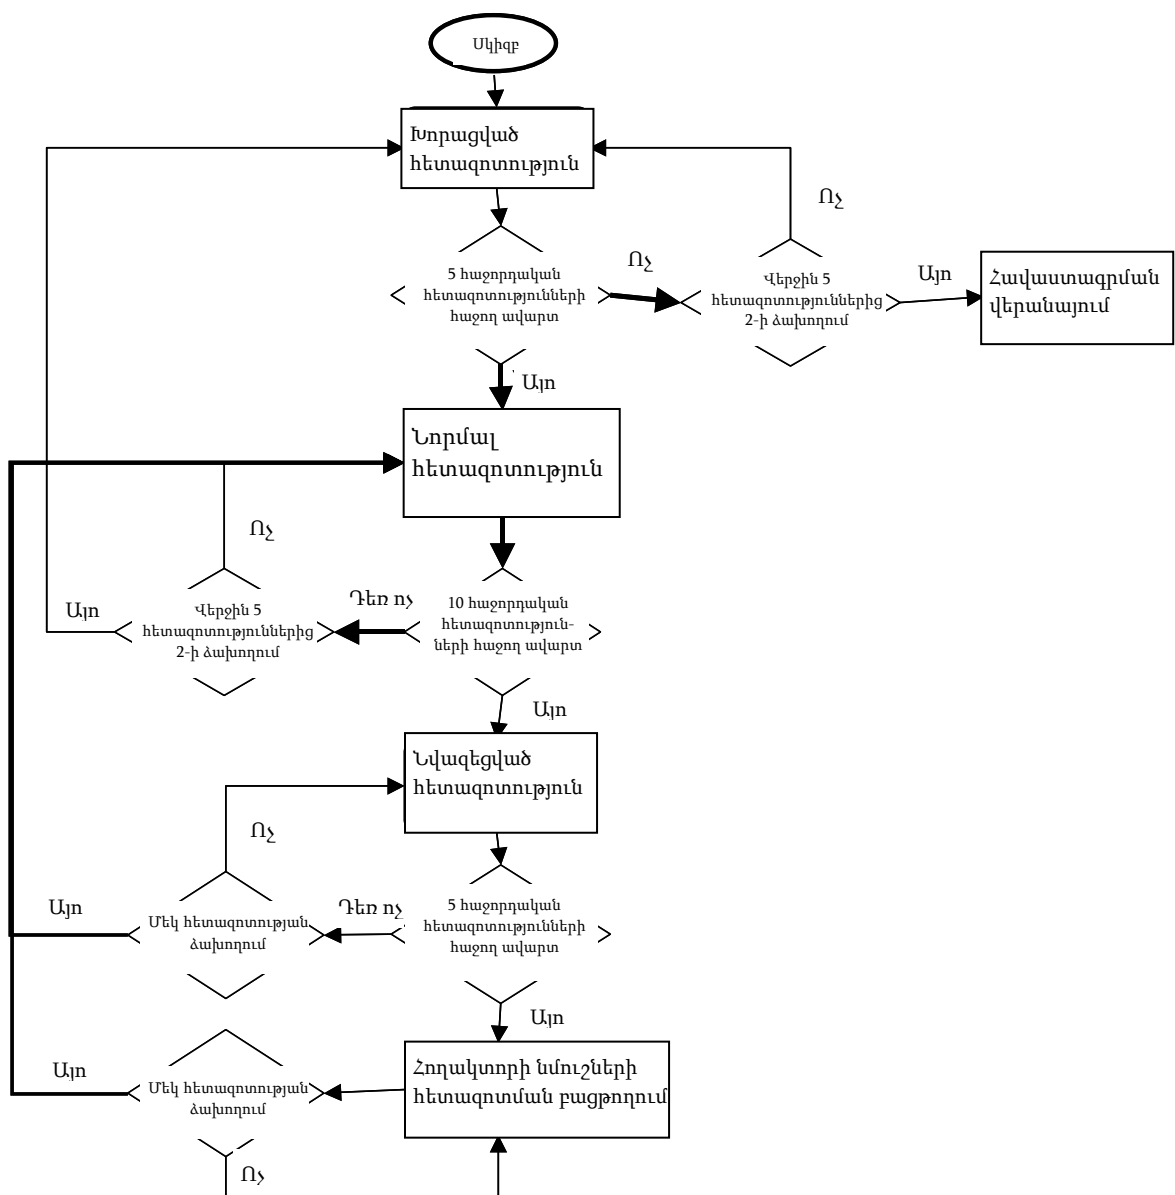 Սկիզբ
Խորացված
հետազոտություն
Ոչ
5 հաջորդական
հետազոտությունների
հաջող ավարտ
Ոչ
Վերջին 5
հետազոտություններից
2-ի ձախողում
Այո
Հավաստագրման
վերանայում
Այո
Նորմալ
հետազոտություն
Ոչ
Այո
Վերջին 5
հետազոտություններից
2-ի ձախողում
Դեռ ոչ
10 հաջորդական
հետազոտություն-
ների հաջող ավարտ
Այո
Նվազեցված
հետազոտություն
Ոչ
Այո
Մեկ հետազոտության
ձախողում
Դեռ ոչ
5 հաջորդական
հետազոտությունների
հաջող ավարտ
Այո
Այո
Մեկ հետազոտության
ձախողում
Հողակտորի նմուշների
հետազոտման բացթողում
Ոչ